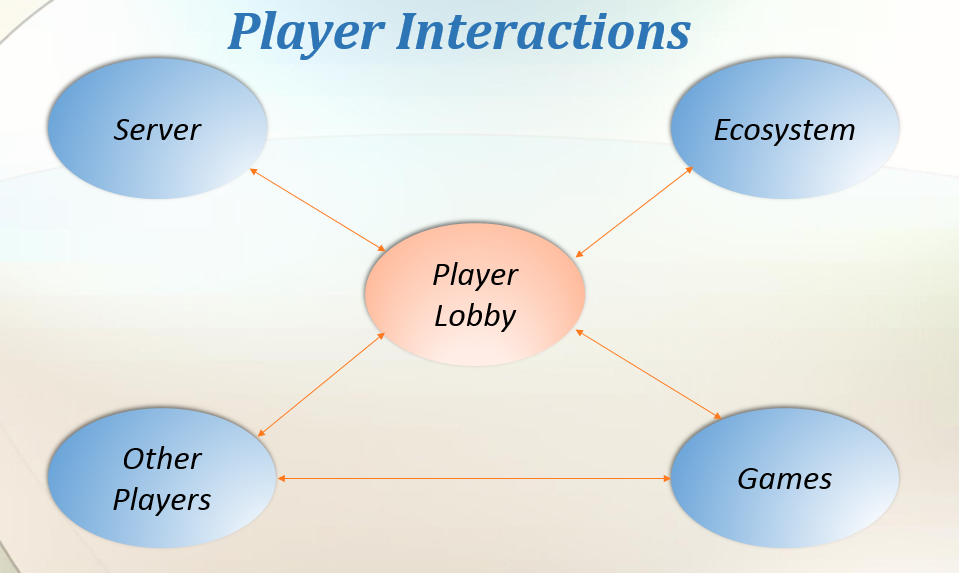 Player Interactions
Server
Ecosystem
Player
Lobby
Other
Players
Games